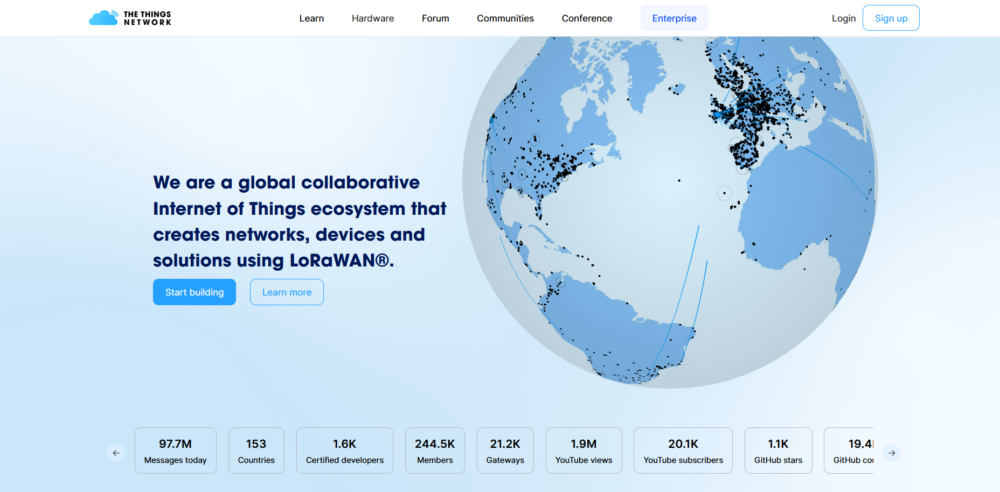 THE THINGS
NETWORK
Learn
Hardware
Forum
Communities
Conference
Enterprise
Login
Sign up
We are a global collaborative
Internet of Things ecosystem that
creates networks, devices and
solutions using LoRaWAN®.
Start building
Learn more
97.7M
Messages today
153
Countries
1.6K
Certified developers
244.5K
Members
21.2K
Gateways
1.9M
YouTube views
20.1K
YouTube subscribers
1.1K
GitHub stars
19.4
GitHub